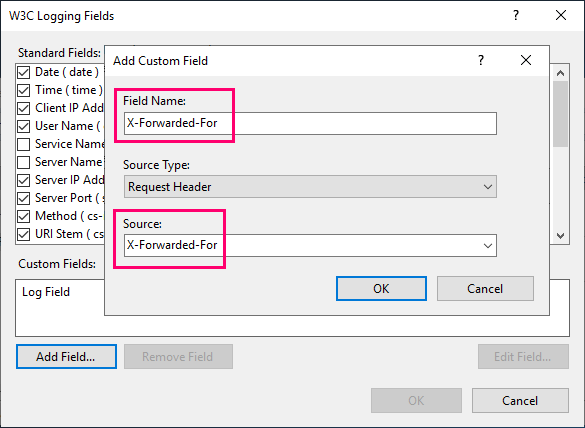 W3C Logging Fields
Standard Fields:
Date ( date )
Time ( time )
Client IP Addr
User Name (
Service Name
Server Name
Server IP Add
Server Port (
Method ( cs-
URI Stem ( cs
Custom Fields:
Log Field
Add Field...
Remove Field
Edit Field...
OK
Cancel
Add Custom Field
?
Field Name:
X-Forwarded-For
Source Type:
Request Header
Source:
X-Forwarded-For
OK
Cancel